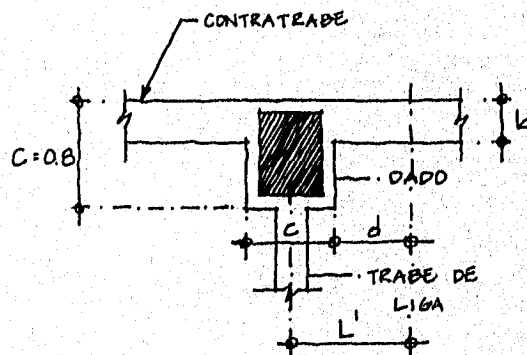 CONTRATRABE
C=0.8
b
DADO
c
d
TRABE DE
LIGA
L'